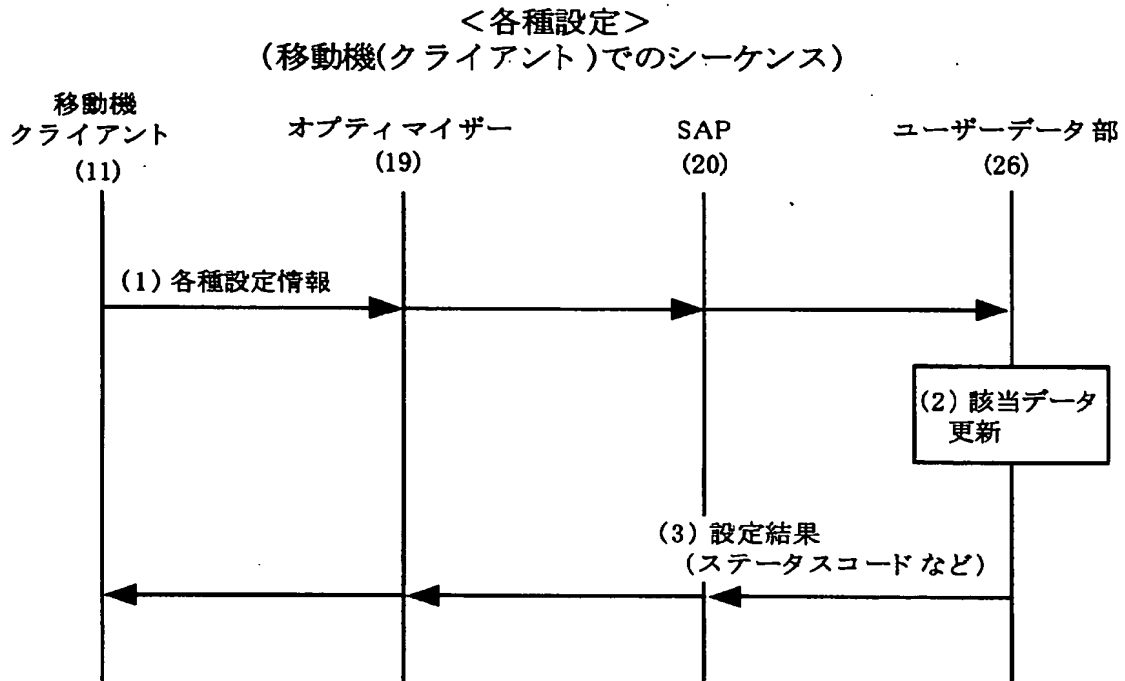 ＜各種設定＞
(移動機(クライアント)でのシーケンス)
移動機
クライアント
(11)
オプティマイザー
(19)
SAP
(20)
ユーザーデータ部
(26)
(1) 各種設定情報
(2) 該当データ
更新
(3) 設定結果
(ステータスコードなど)